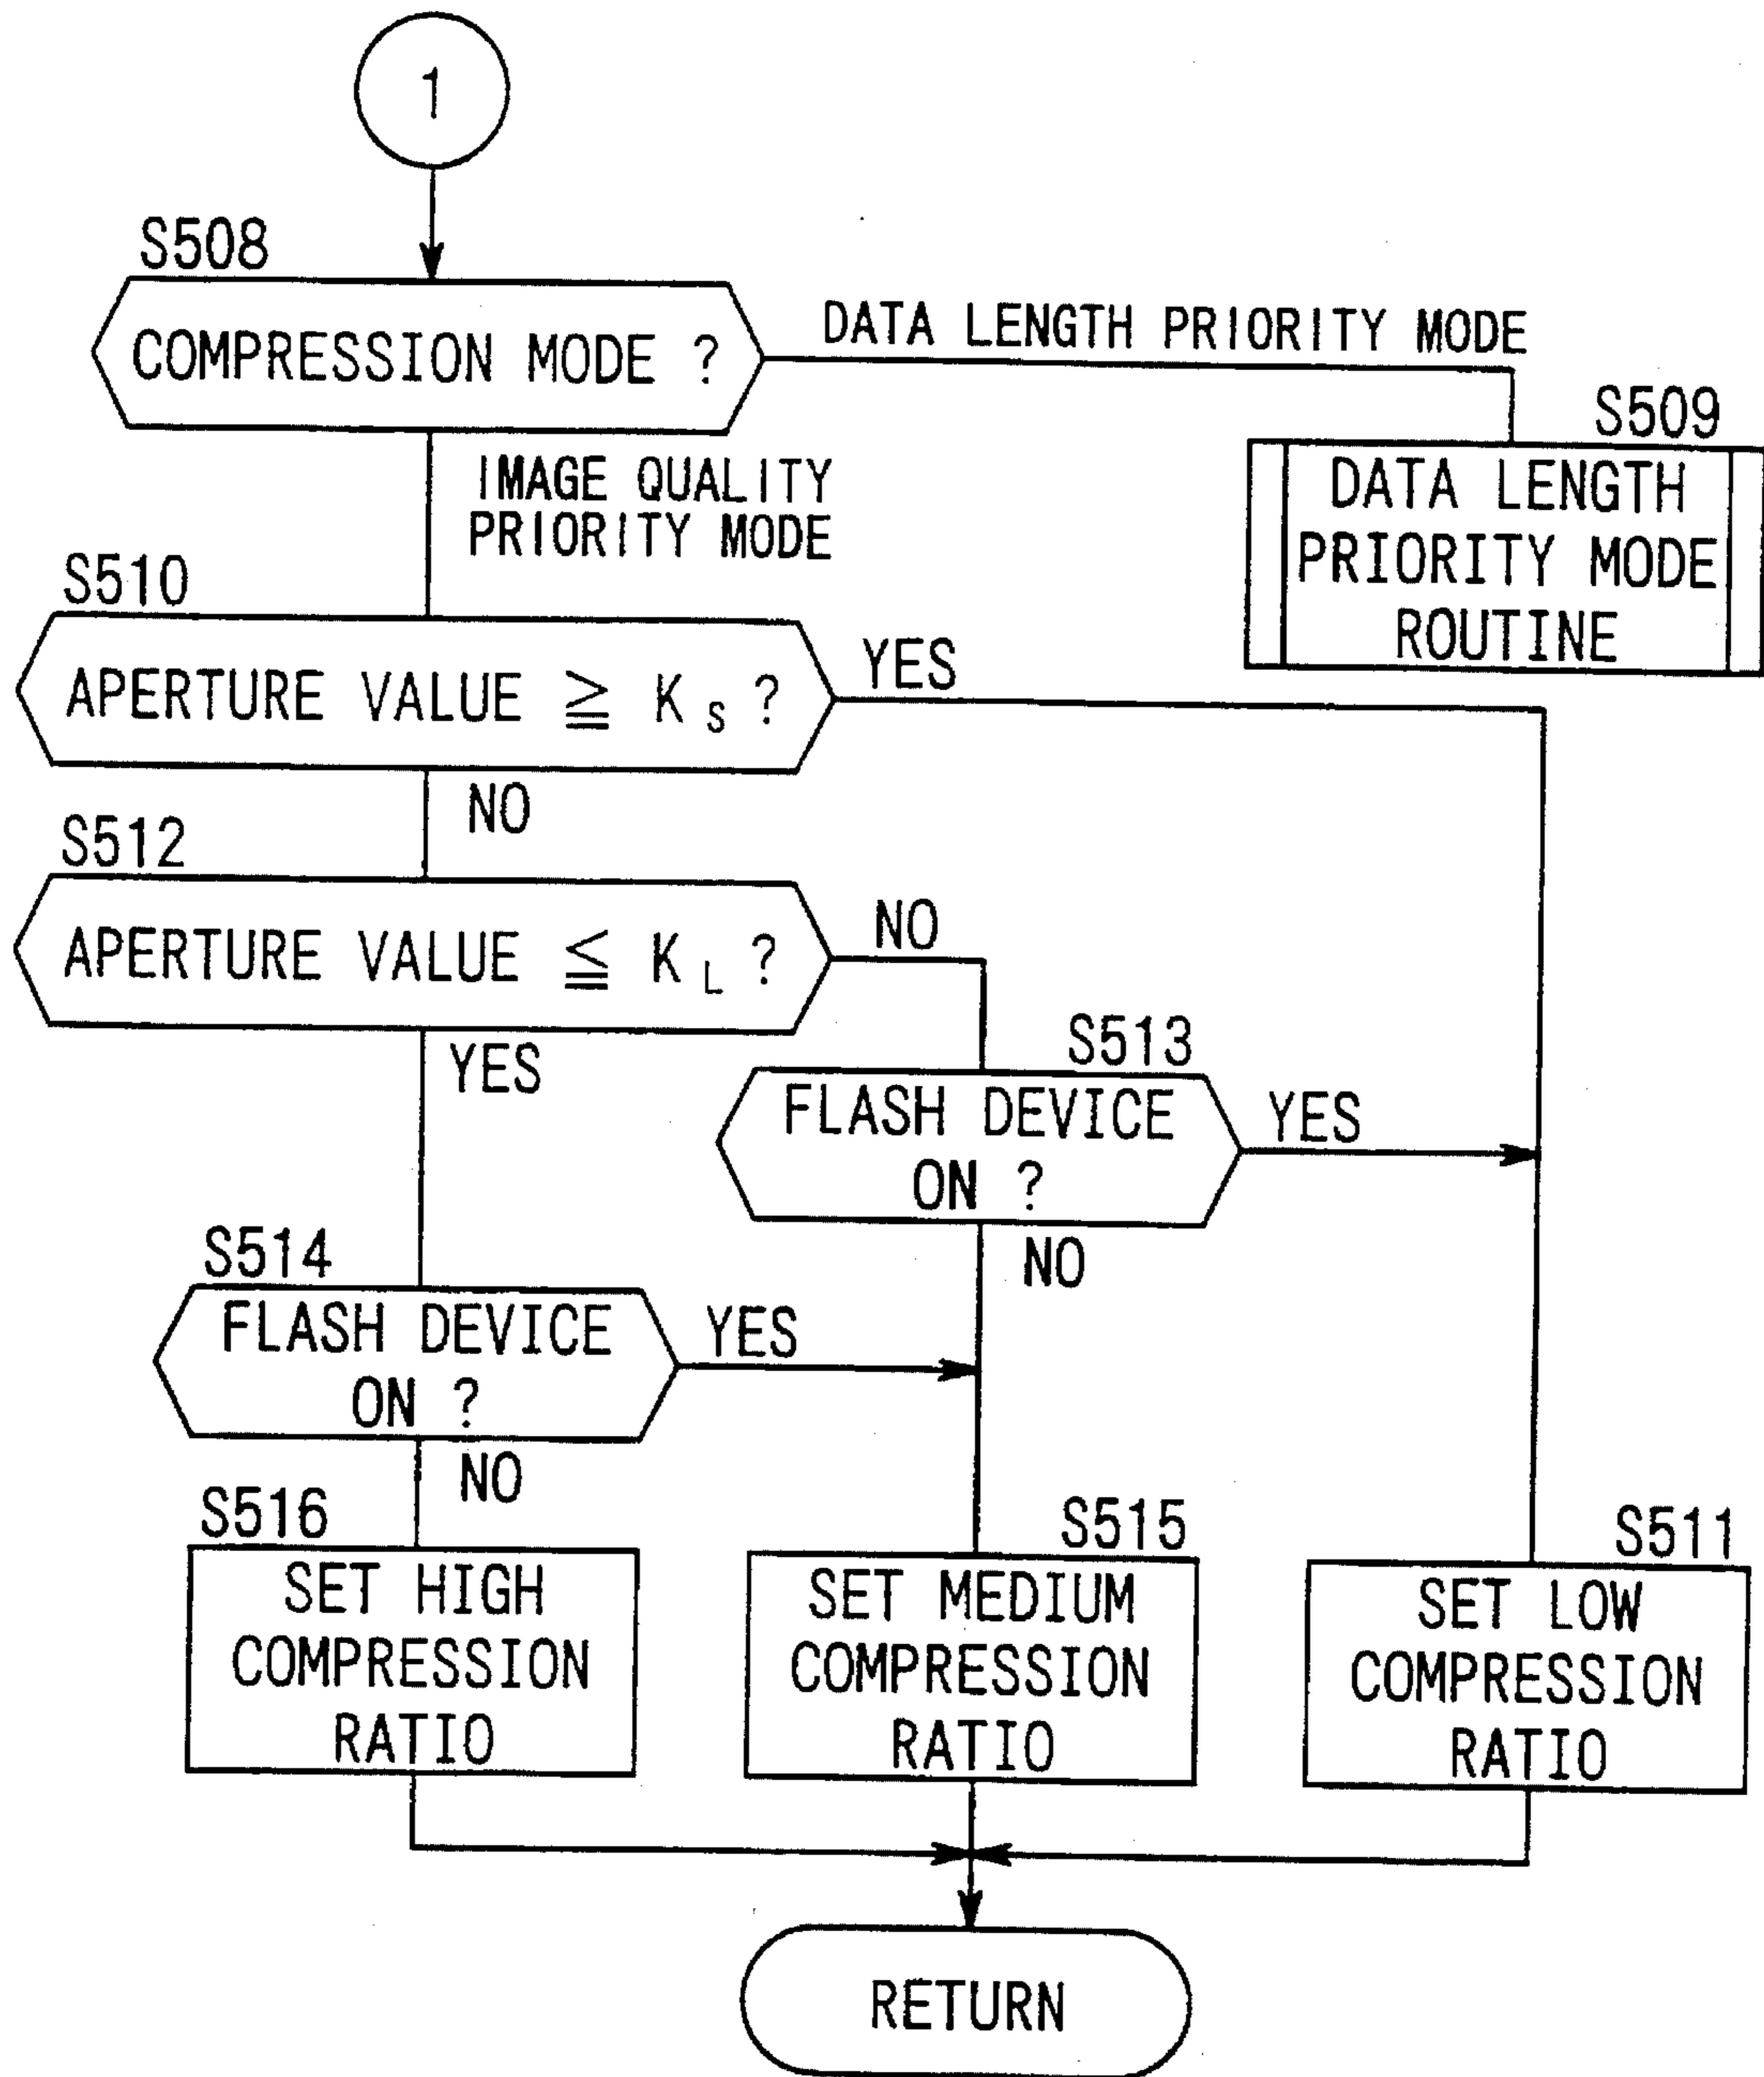 1
S508
COMPRESSION MODE ?
DATA LENGTH PRIORITY MODE
S509
DATA LENGTH
PRIORITY MODE
ROUTINE
IMAGE QUALITY
PRIORITY MODE
S510
APERTURE VALUE ≧ KS ?
YES
NO
S512
APERTURE VALUE ≦ KL ?
NO
YES
S513
FLASH DEVICE
ON ?
YES
NO
S514
FLASH DEVICE
ON ?
YES
NO
S516
SET HIGH
COMPRESSION
RATIO
S515
SET MEDIUM
COMPRESSION
RATIO
S511
SET LOW
COMPRESSION
RATIO
RETURN